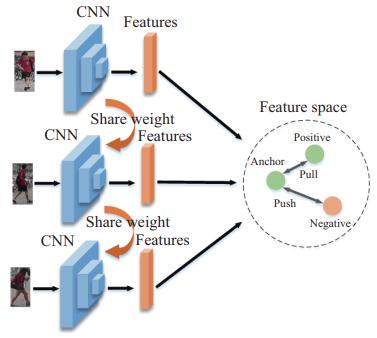 CNN
Features
Share weight
CNN
Features
Share weight
CNN
Features
Feature space
Positive
Anchor
Pull
Push
Negative